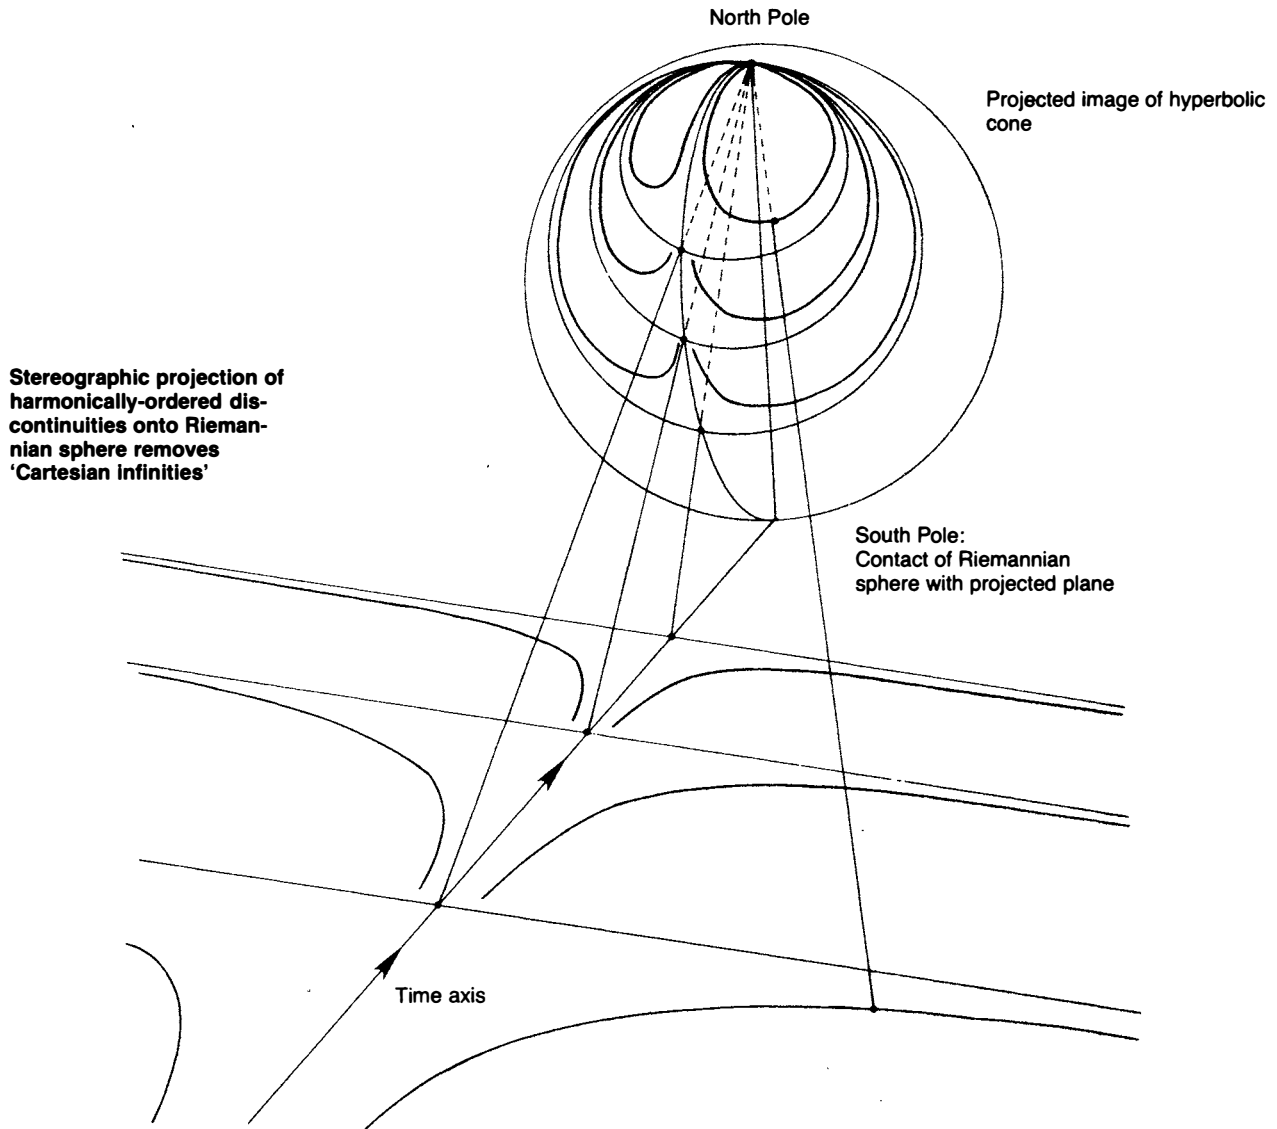 North Pole
Projected image of hyperbolic
cone
Stereographic projection of
harmonically-ordered dis-
continuities onto Rieman-
nian sphere removes
'Cartesian infinities'
South Pole:
Contact of Riemannian
sphere with projected plane
Time axis